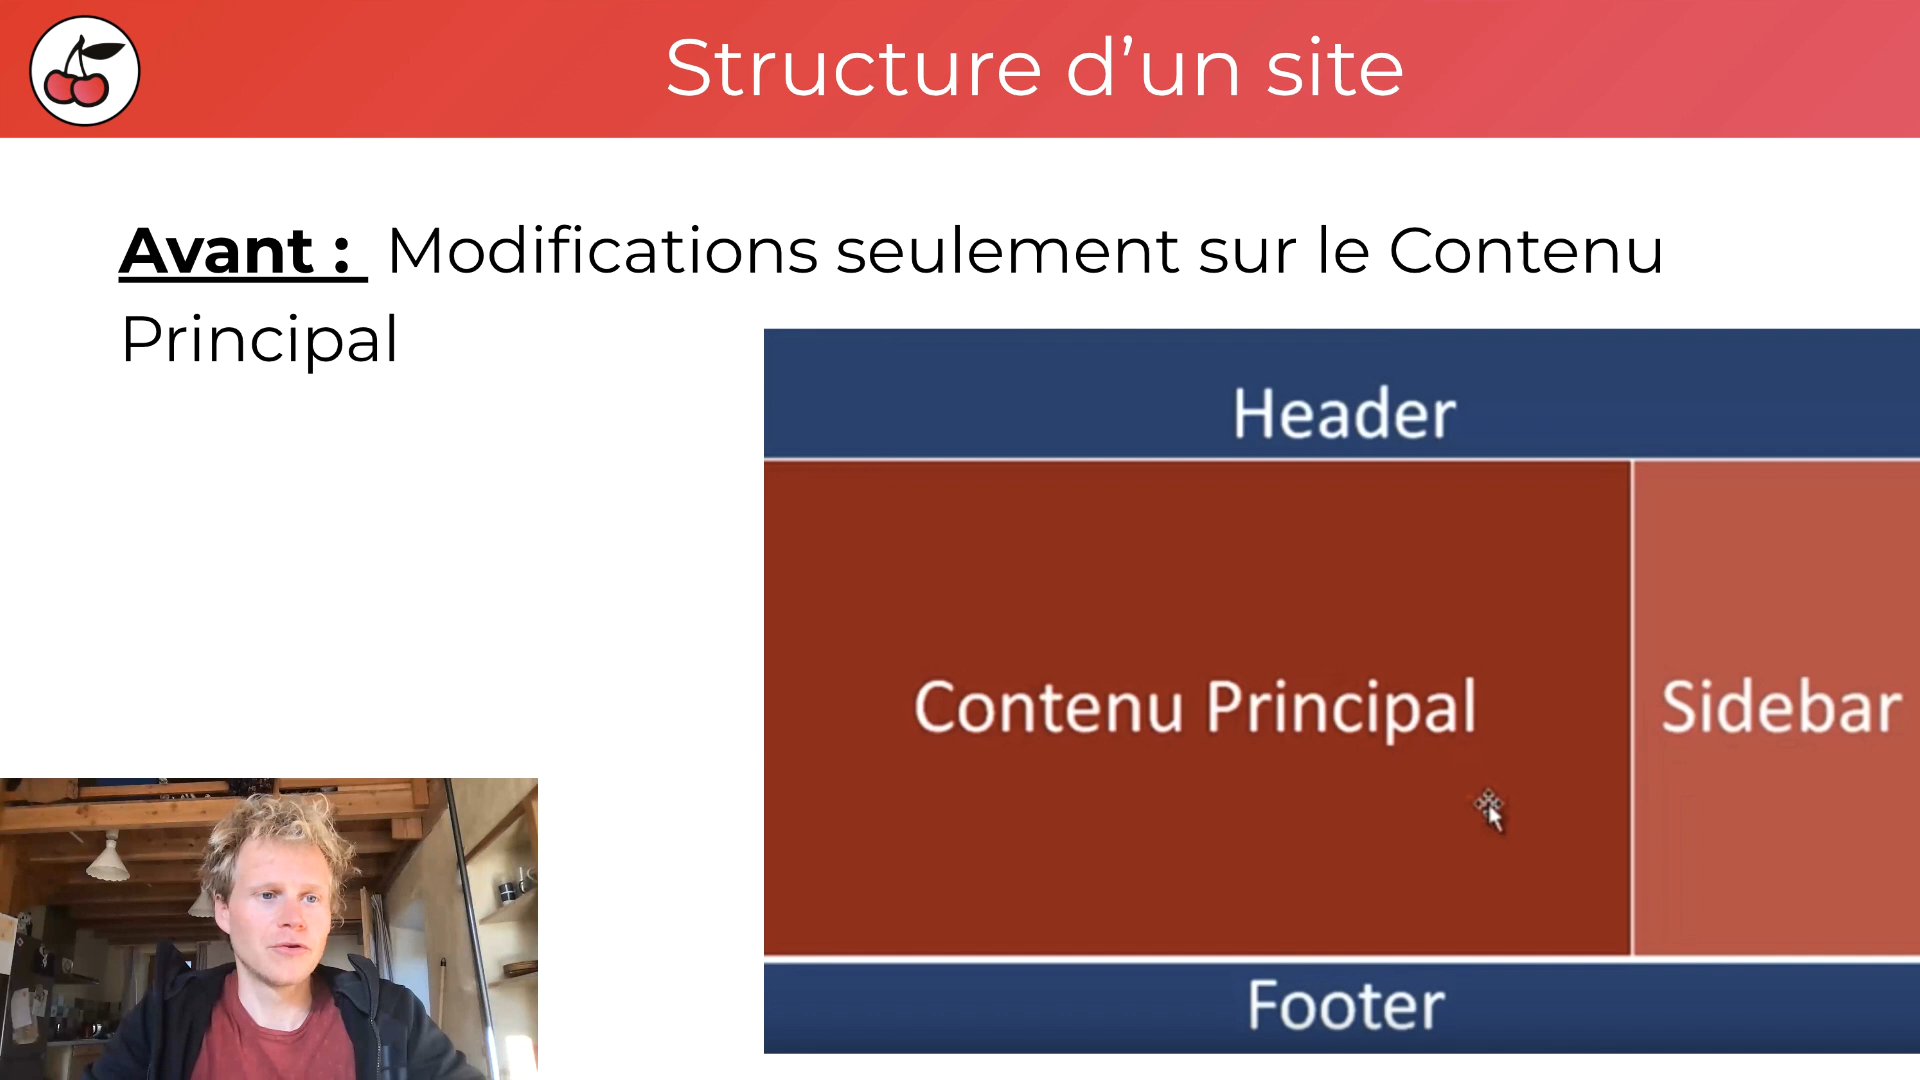 Structure d’un site
Avant : Modifications seulement sur le Contenu
Principal
Header
Contenu Principal
Sidebar
Footer